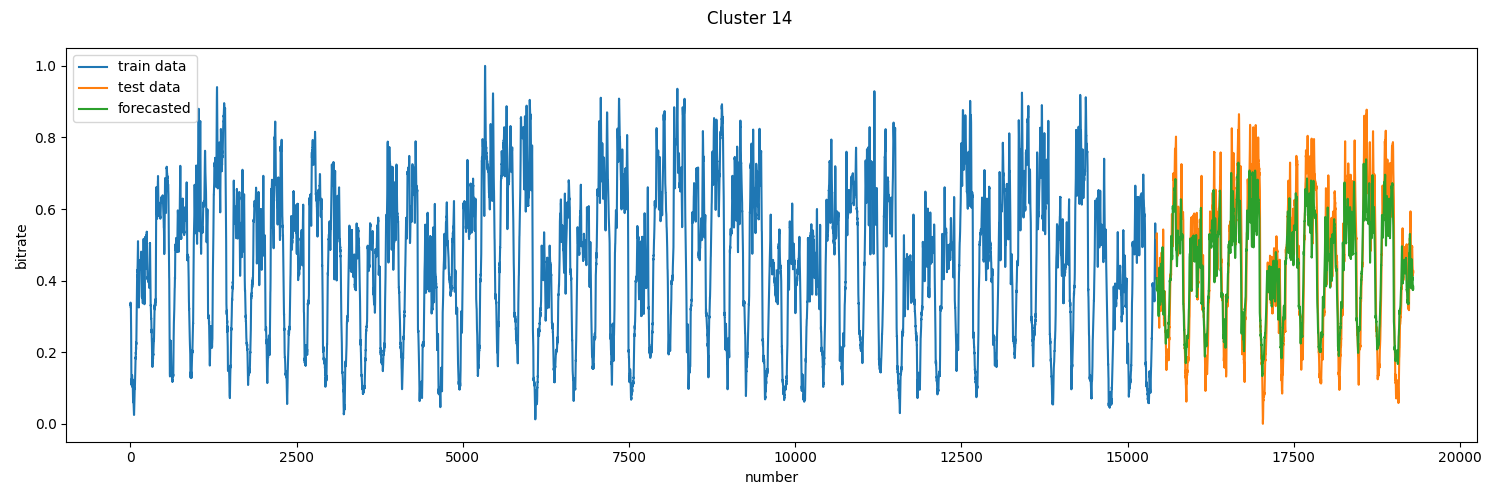 Cluster 14
train data
test data
forecasted
bitrate
1.0
0.8
0.6
0.4
0.2
0.0
0 2500 5000 7500 10000 12500 15000 17500 20000
number